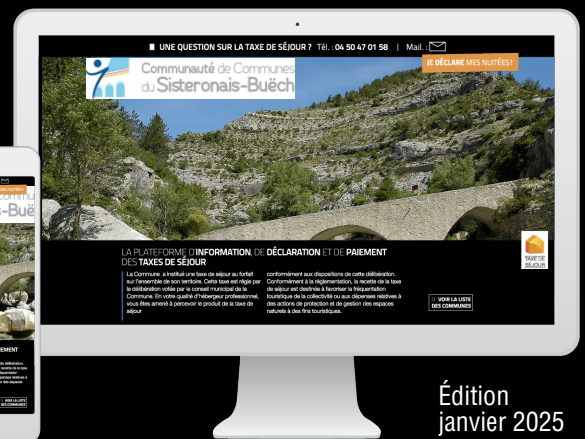 ■ UNE QUESTION SUR LA TAXE DE SÉJOUR ? Tél. : 04 50 47 01 58 | Mail. :
JE DÉCLARE MES NUITÉES !
Communauté de Communes
du Sisteronais-Buëch
LA PLATEFORME D'INFORMATION, DE DÉCLARATION ET DE PAIEMENT
DES TAXES DE SÉJOUR
La Commune a institué une taxe de séjour au forfait
sur l'ensemble de son territoire. Cette taxe est régie par
la délibération votée par le conseil municipal de la
Commune. En votre qualité d'hébergeur professionnel,
vous êtes amené à percevoir le produit de la taxe de
séjour
conformément aux dispositions de cette délibération.
Conformément à la réglementation, la recette de la taxe
de séjour est destinée à favoriser la fréquentation
touristique de la collectivité ou aux dépenses relatives à
des actions de protection et de gestion des espaces
naturels à des fins touristiques.
TAXE DE
SÉJOUR
VOIR LA LISTE
DES COMMUNES
-Buë
IEMENT
VOIR LA LISTE
DES COMMUNES
Édition
janvier 2025